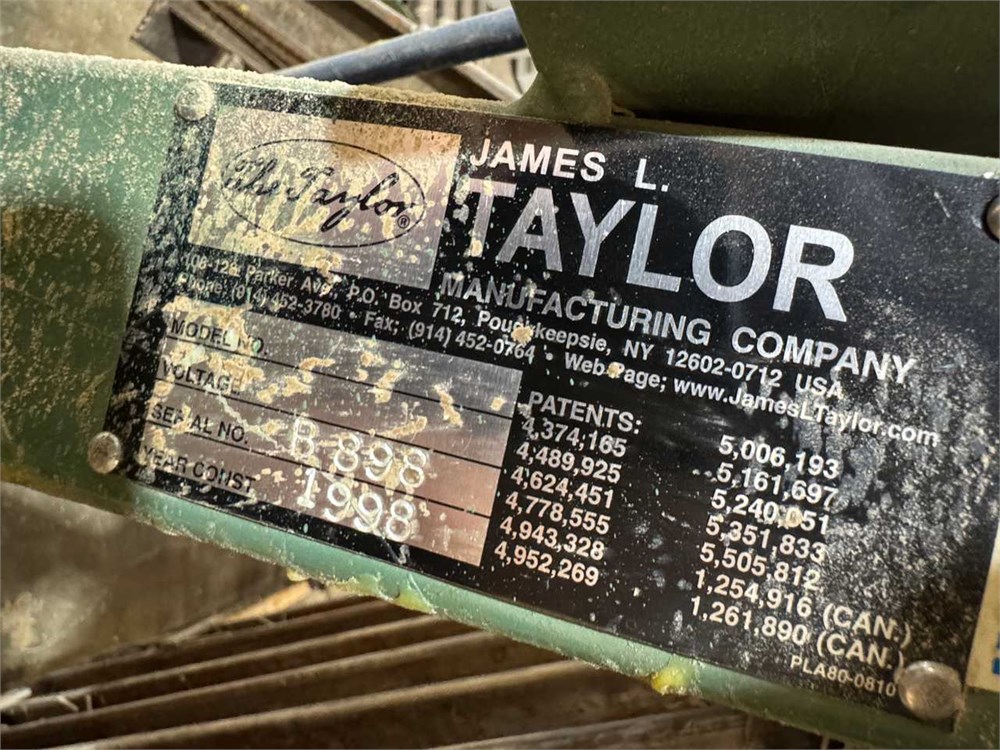 The Taylor®
JAMES L.
TAYLOR
MANUFACTURING COMPANY
108-128 Parker Ave., P.O. Box 712, Poughkeepsie, NY 12602-0712 USA
Phone: (914) 452-3780 • Fax; (914) 452-0764 • Web Page; www.JamesLTaylor.com
MODEL NO.
VOLTAGE
SERIAL NO. B 898
YEAR CONST. 1998
PATENTS:
4,374,165 5,006,193
4,489,925 5,161,697
4,624,451 5,240,051
4,778,555 5,351,833
4,943,328 5,505,812
4,952,269 1,254,916 (CAN.)
1,261,890 (CAN.)
PLA80-0810